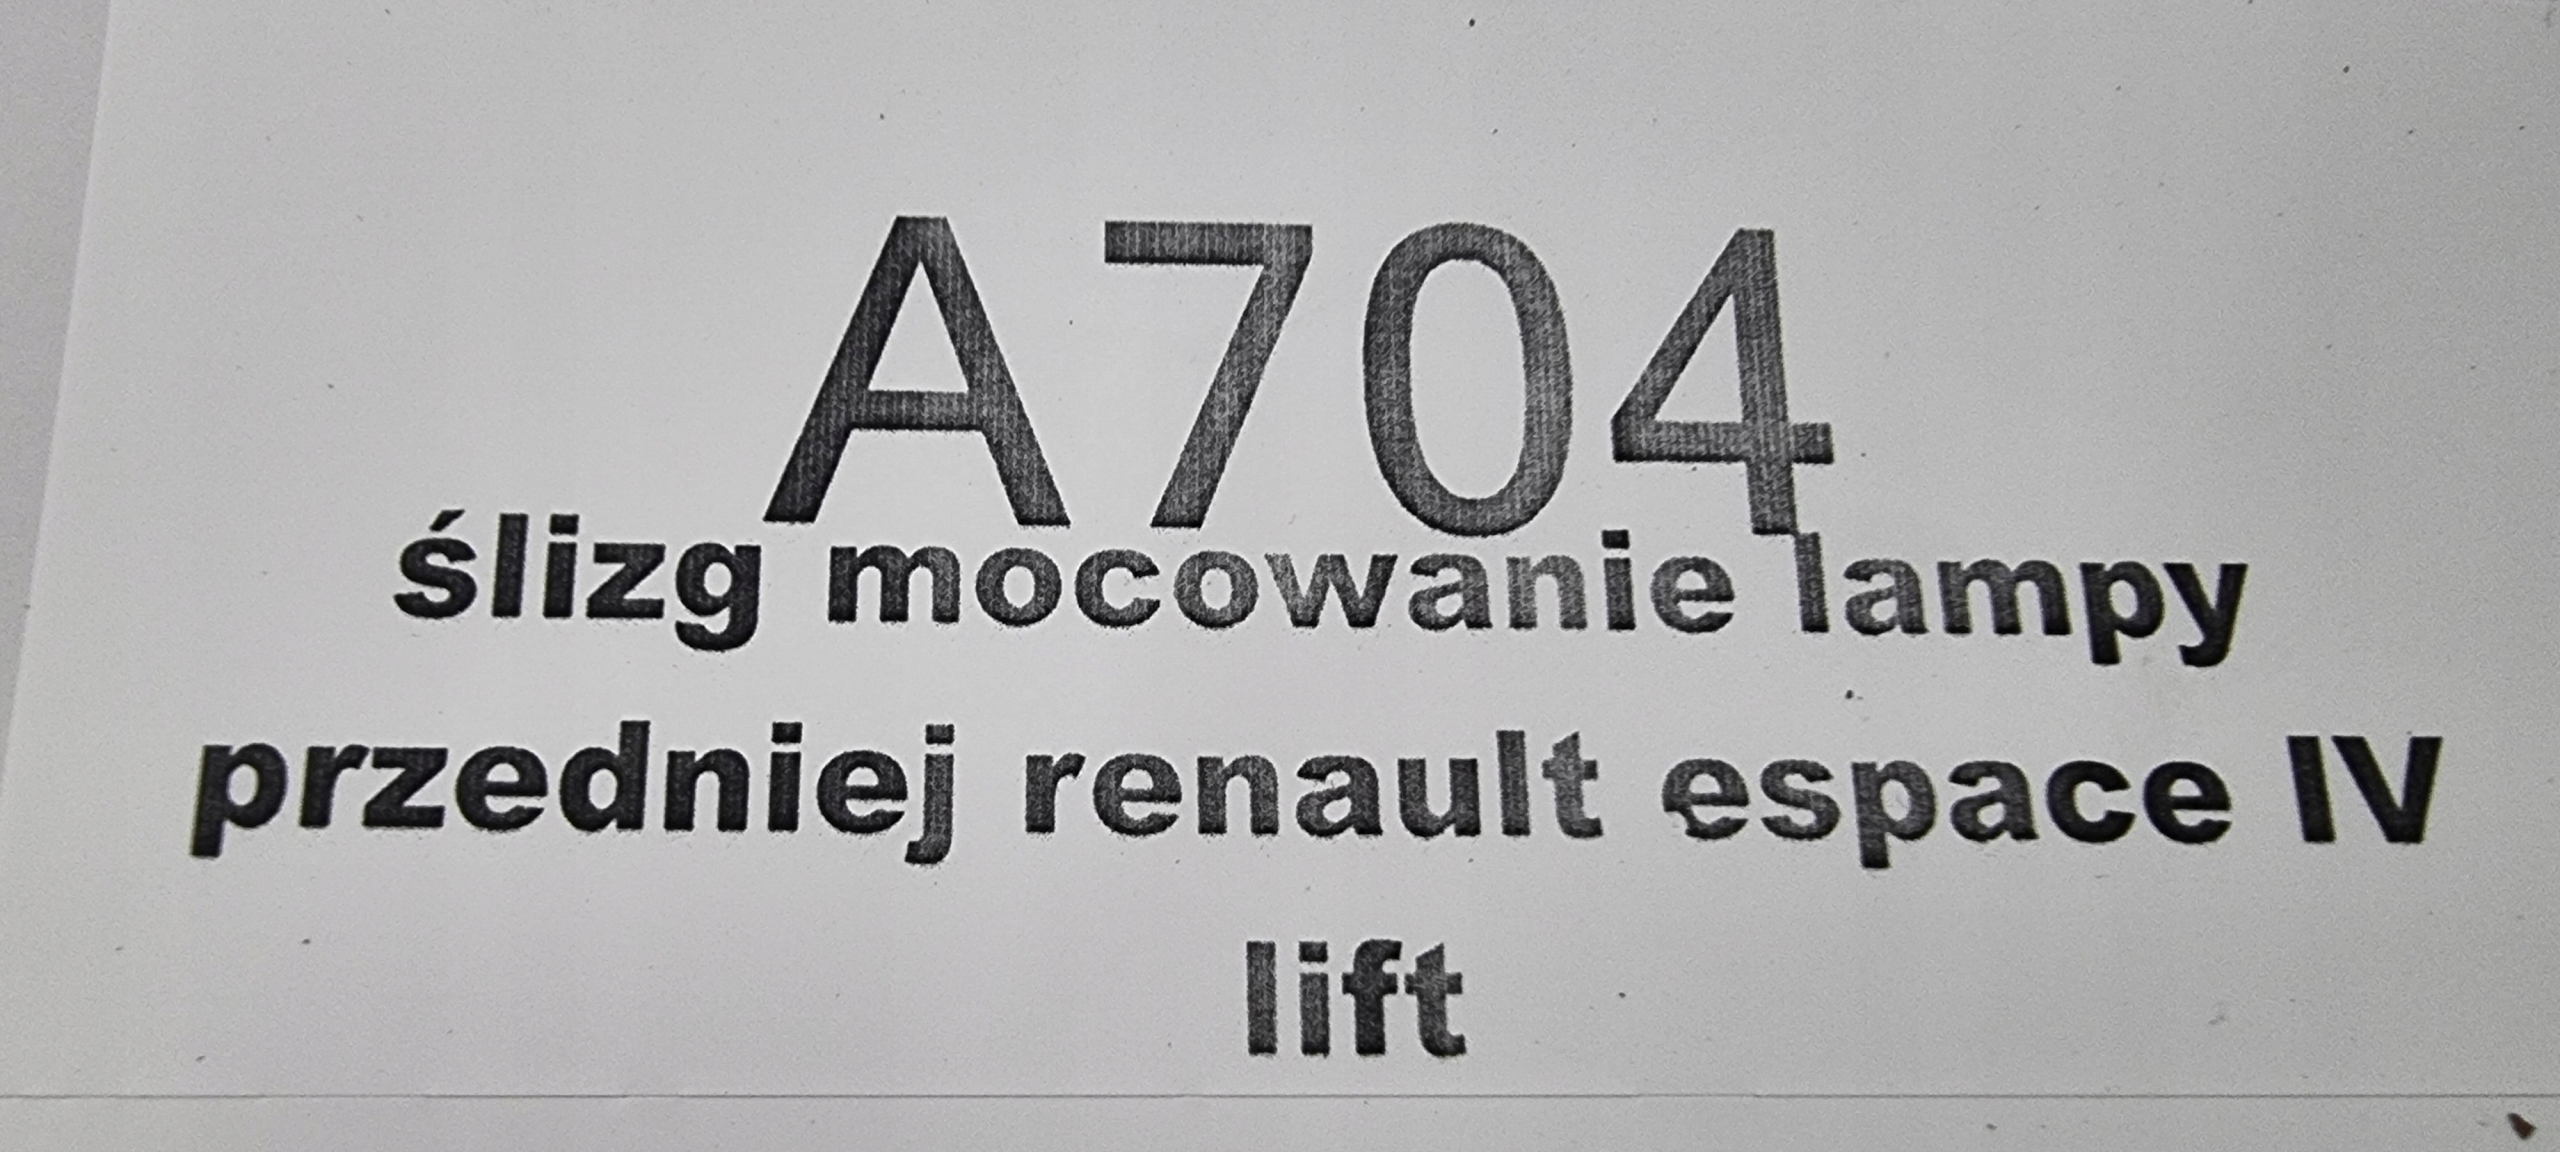 A704
ślizg mocowanie lampy
przedniej renault espace IV
lift